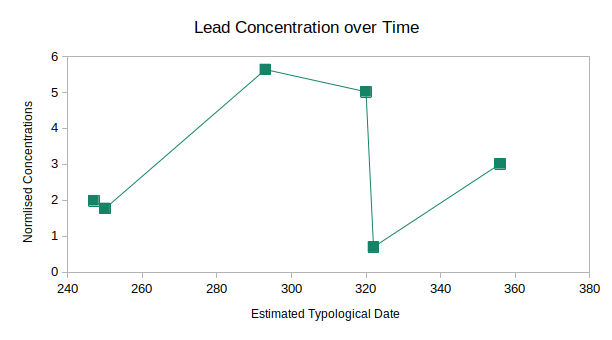 Lead Concentration over Time
Normlised Concentrations
6
5
4
3
2
1
0
240 260 280 300 320 340 360 380
Estimated Typological Date